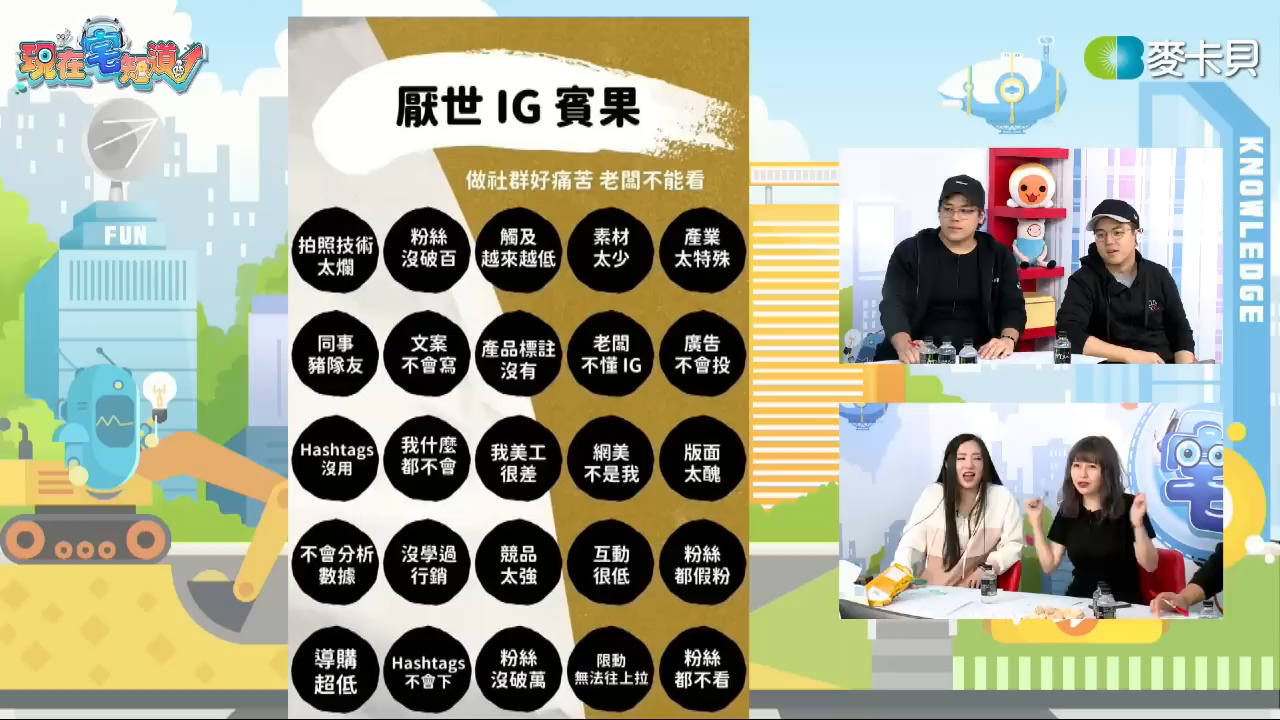 現在宅知道
麥卡貝
KNOWLEDGE
FUN
厭世 IG 賓果
做社群好痛苦 老闆不能看
拍照技術
太爛
粉絲
沒破百
觸及
越來越低
素材
太少
產業
太特殊
同事
豬隊友
文案
不會寫
產品標註
沒有
老闆
不懂 IG
廣告
不會投
Hashtags
沒用
我什麼
都不會
我美工
很差
網美
不是我
版面
太醜
不會分析
數據
沒學過
行銷
競品
太強
互動
很低
粉絲
都假粉
導購
超低
Hashtags
不會下
粉絲
沒破萬
限動
無法往上拉
粉絲
都不看
宅